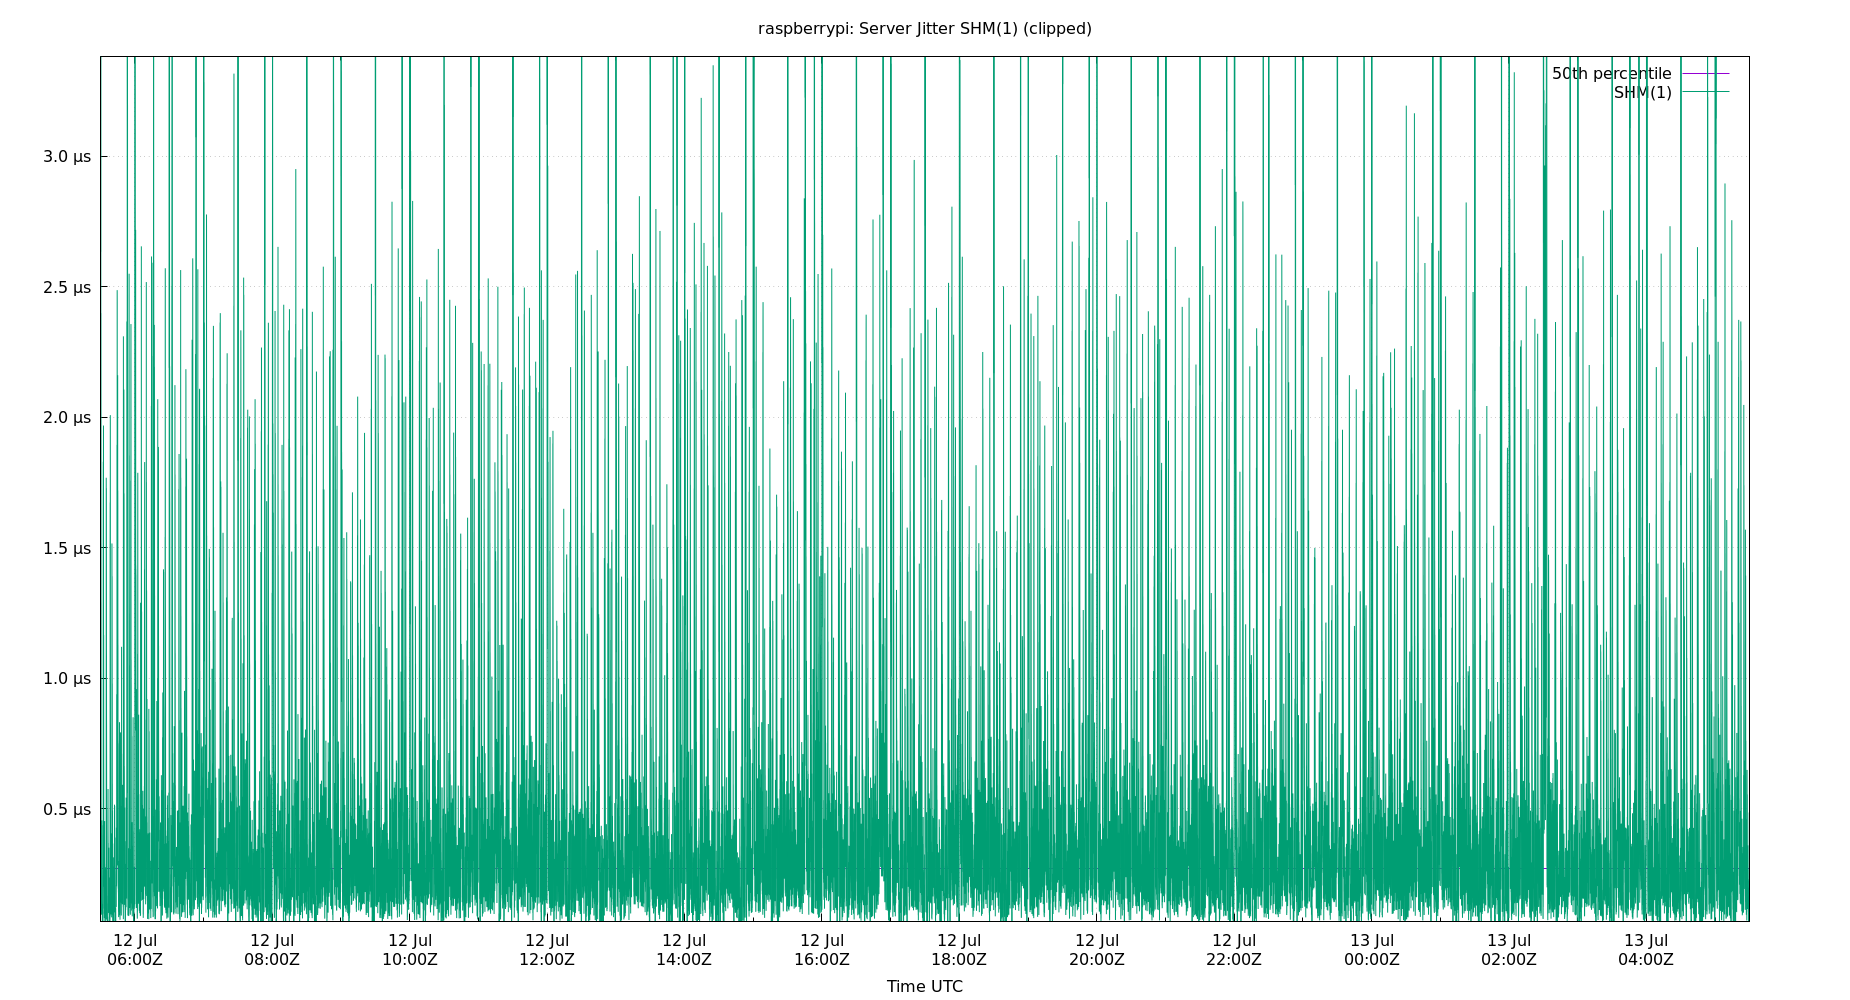 raspberrypi: Server Jitter SHM(1) (clipped)
50th percentile
SHM(1)
3.0 µs
2.5 µs
2.0 µs
1.5 µs
1.0 µs
0.5 µs
12 Jul 12 Jul 12 Jul 12 Jul 12 Jul 12 Jul 12 Jul 12 Jul 12 Jul 13 Jul 13 Jul 13 Jul
06:00Z 08:00Z 10:00Z 12:00Z 14:00Z 16:00Z 18:00Z 20:00Z 22:00Z 00:00Z 02:00Z 04:00Z
Time UTC